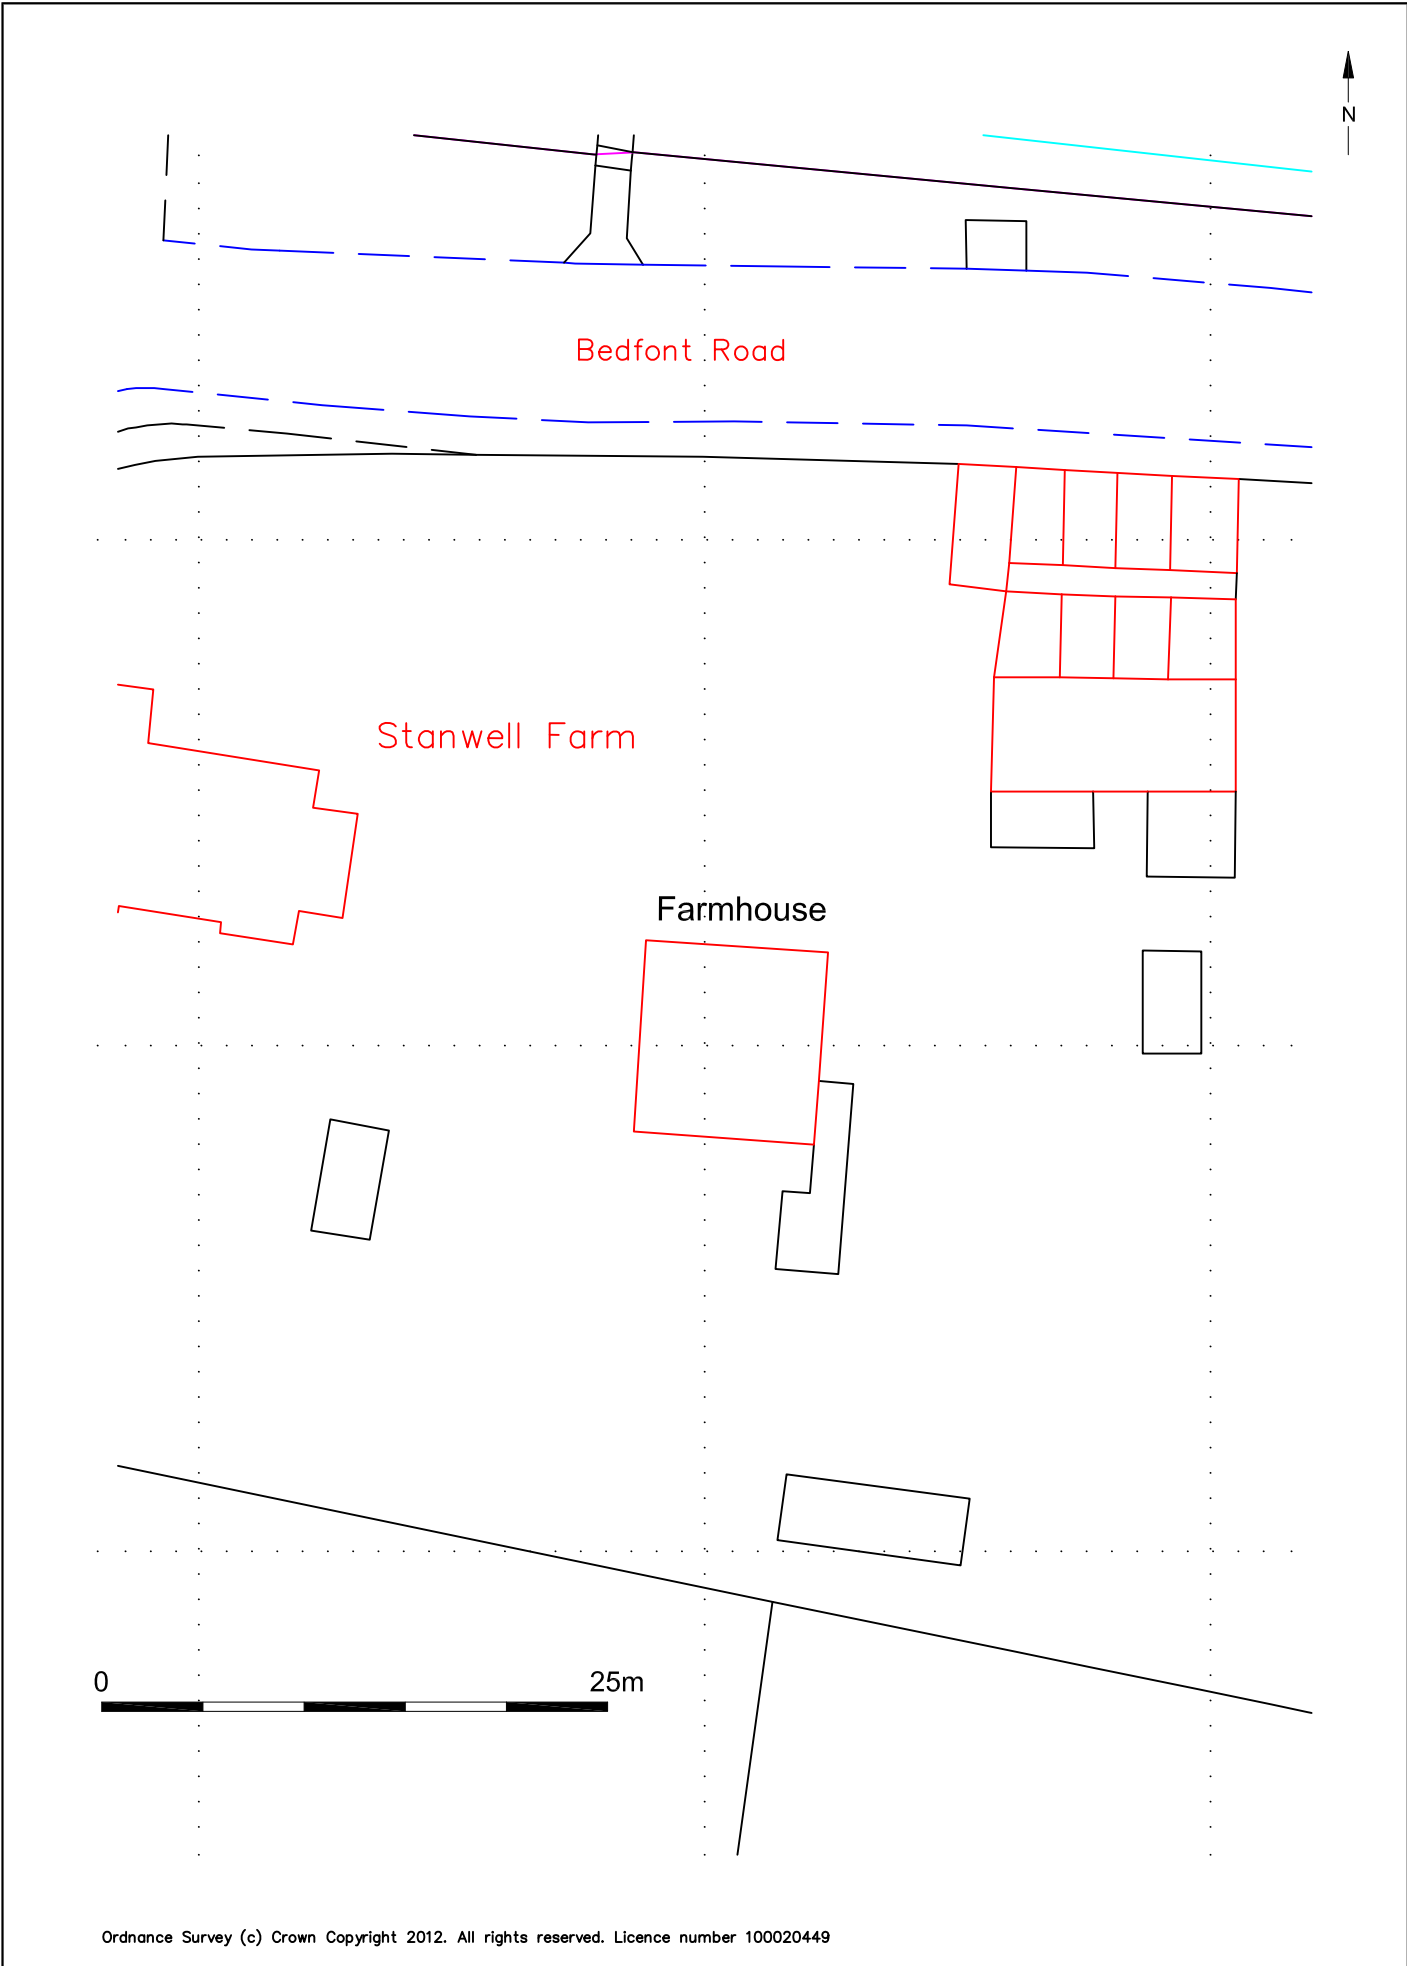 N
Bedfont Road
Stanwell Farm
Farmhouse
0 25m
Ordnance Survey (c) Crown Copyright 2012. All rights reserved. Licence number 100020449